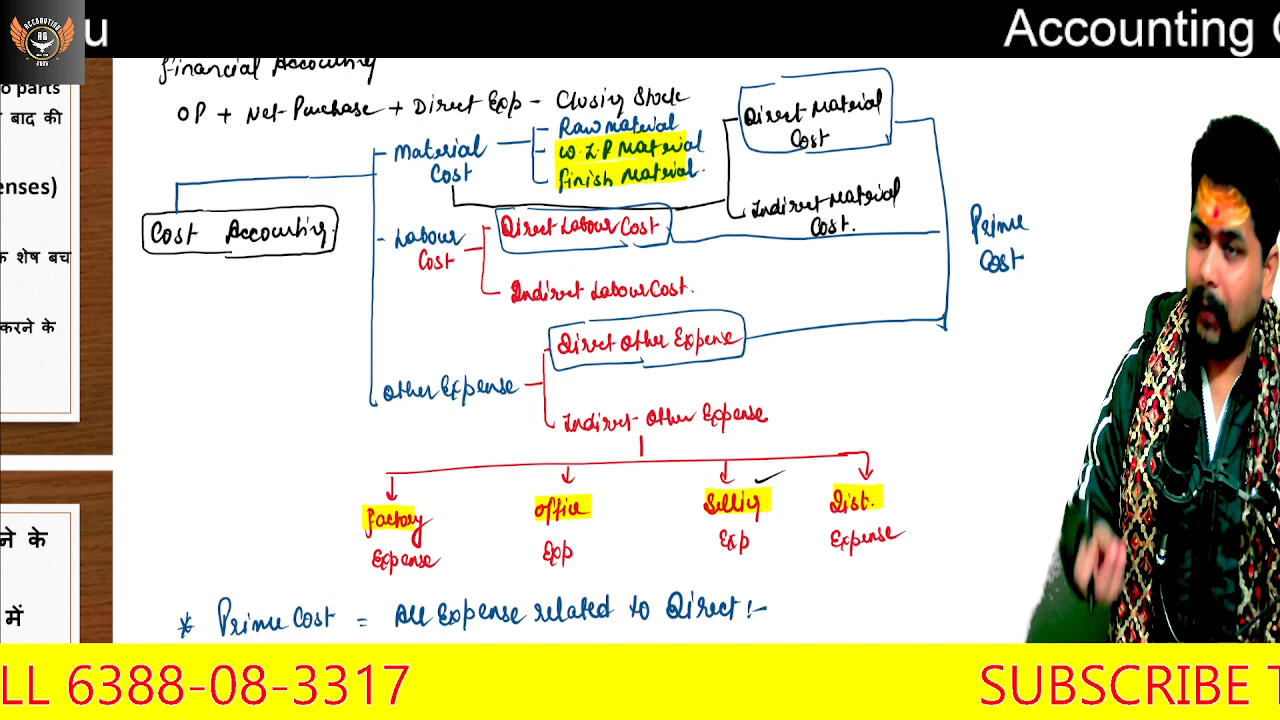 u
Accounting
ACCOUNTING
AG
GURU
o parts
बाद की
enses)
के शेष बच
करने के
ने के
में
Financial Accounting
OP + Net Purchase + Direct Exp - Closing Stock
Cost Accounting
Material Cost
Raw material
W.I.P Material
Finish Material.
Direct Material Cost
Indirect Material Cost.
Labour Cost
Direct Labour Cost
Indirect Labour Cost.
Prime Cost
Other Expense
Direct Other Expense
Indirect Other Expense
Factory Expense
Office Exp
Selling Exp
Dist. Expense
* Prime Cost = All Expense related to Direct :-
LL 6388-08-3317
SUBSCRIBE T